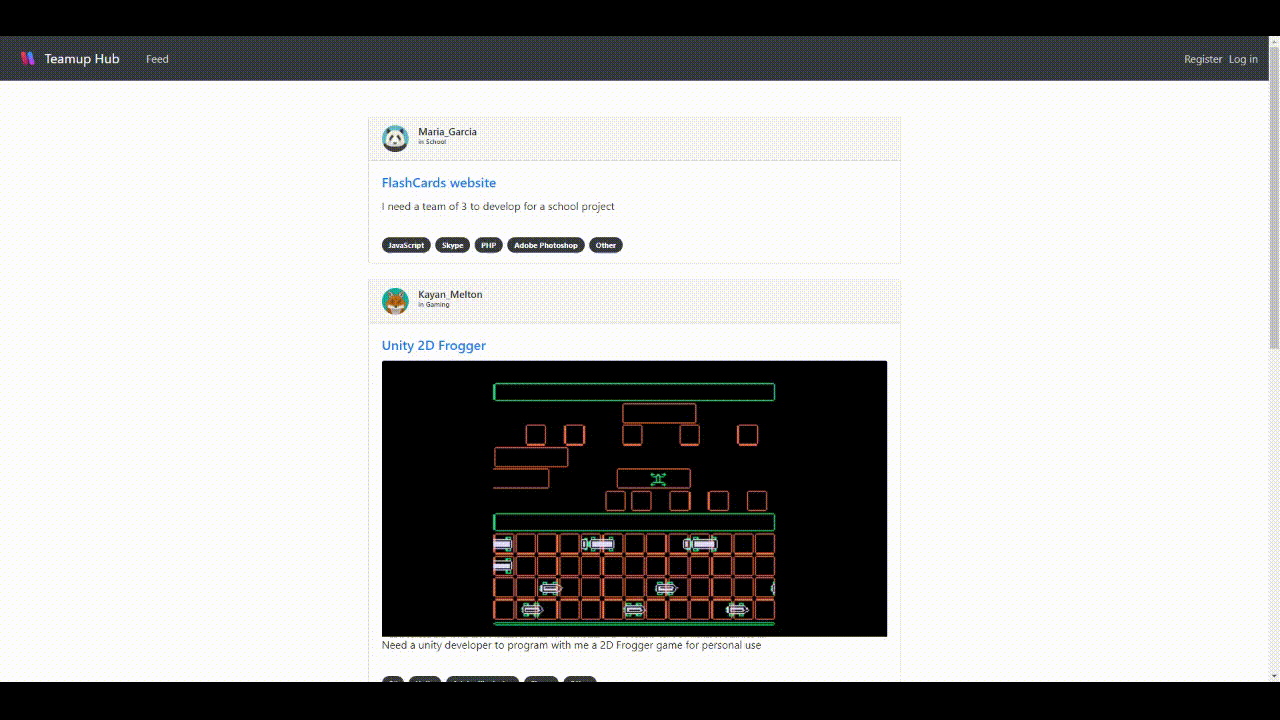 Teamup Hub Feed Register Log in
Maria_Garcia
in School
FlashCards website
I need a team of 3 to develop for a school project
JavaScript Skype PHP Adobe Photoshop Other
Kayan_Melton
in Gaming
Unity 2D Frogger
Need a unity developer to program with me a 2D Frogger game for personal use